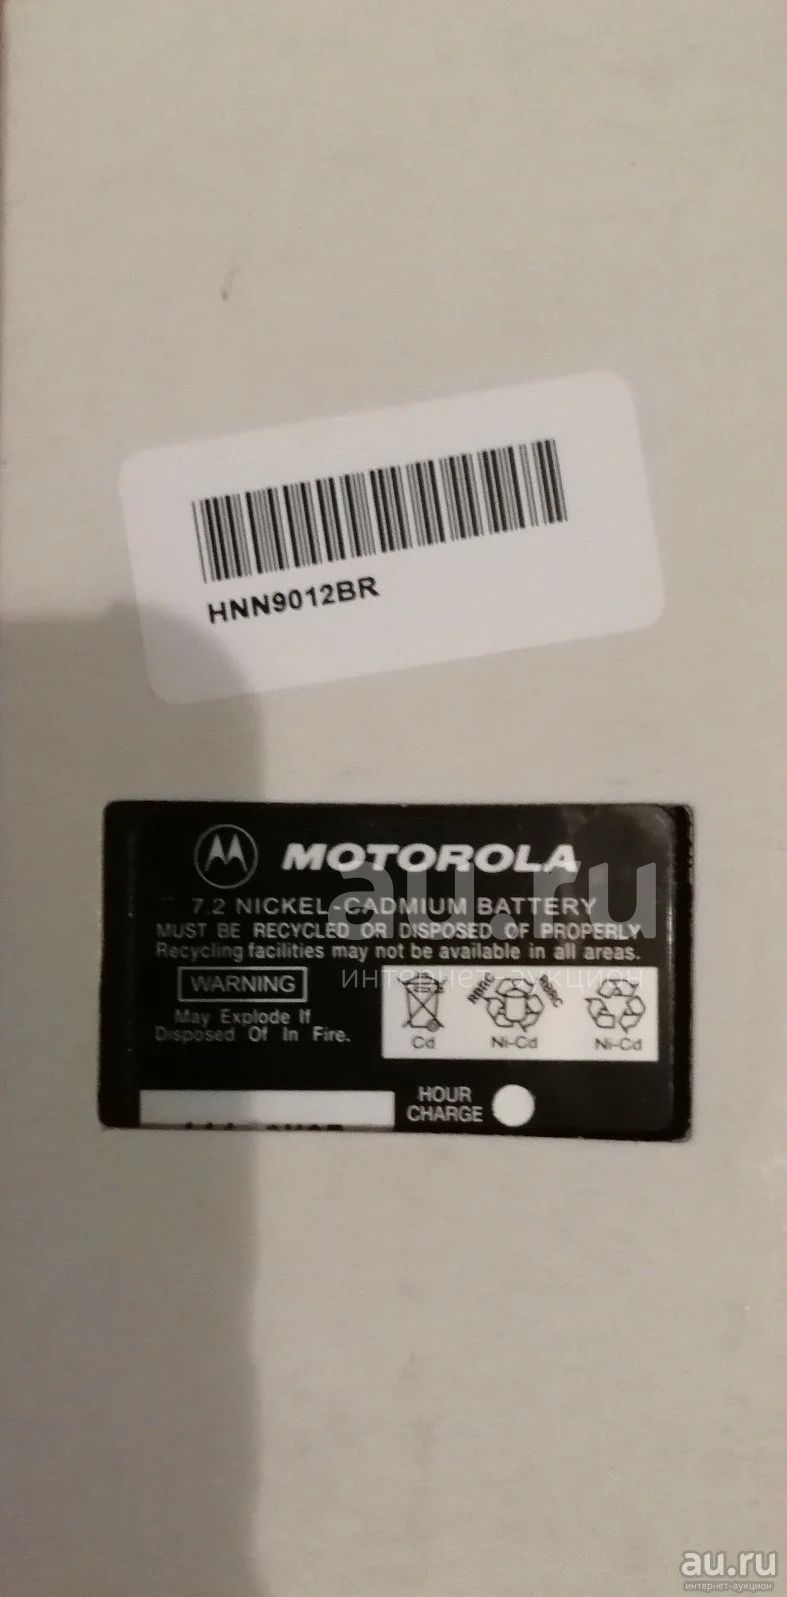 HNN9012BR
MOTOROLA
7.2 NICKEL-CADMIUM BATTERY
MUST BE RECYCLED OR DISPOSED OF PROPERLY
Recycling facilities may not be available in all areas.
WARNING
May Explode If
Disposed Of In Fire.
Cd
RBRC RBRC
Ni-Cd
Ni-Cd
HOUR
CHARGE
au.ru
интернет-аукцион
au.ru
интернет-аукцион